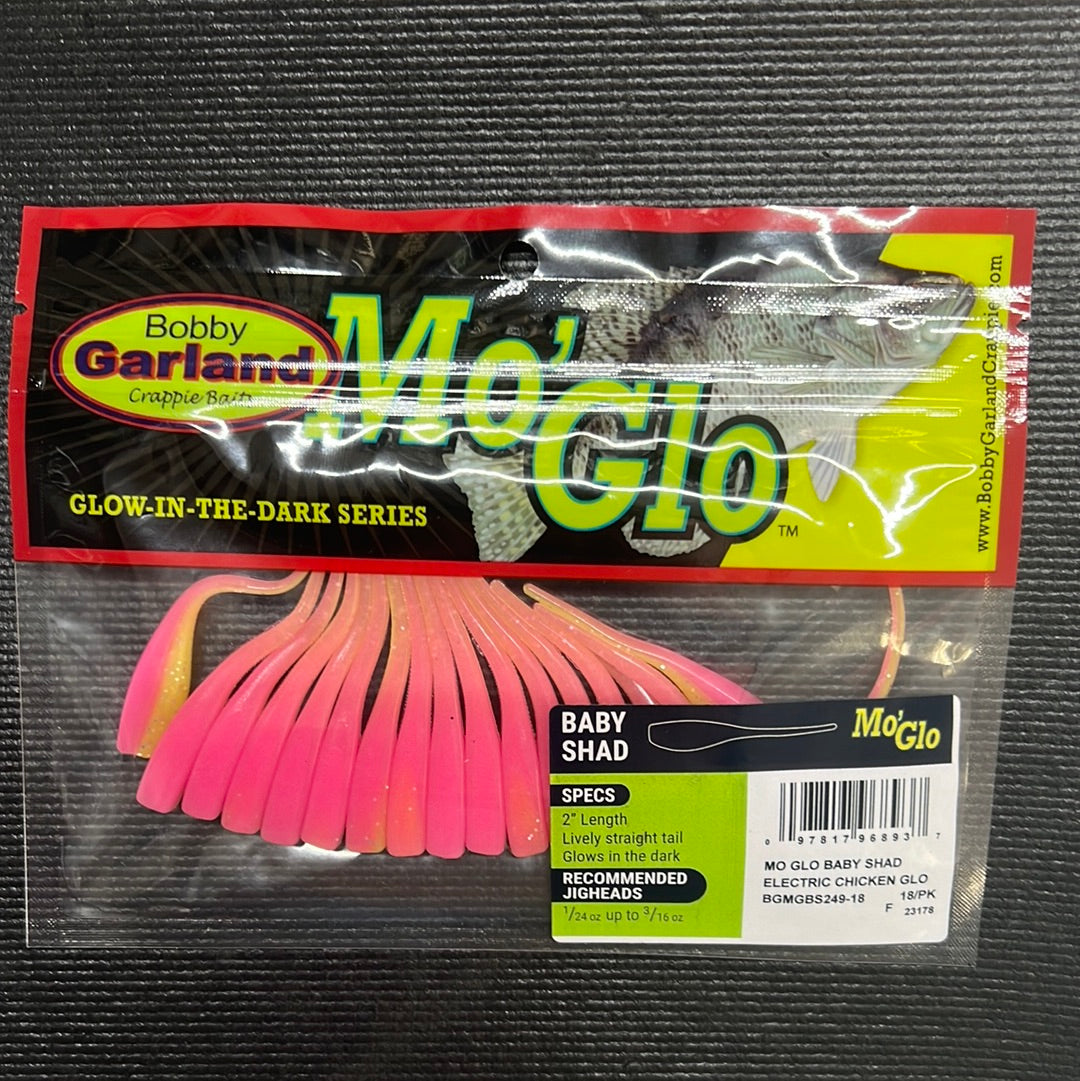 Bobby
Garland
Crappie Baits
Mo'Glo
TM
GLOW-IN-THE-DARK SERIES
www.BobbyGarlandCrappie.com
BABY
SHAD
Mo'Glo
SPECS
2” Length
Lively straight tail
Glows in the dark
RECOMMENDED
JIGHEADS
1/24 oz up to 3/16 oz
0 97817 96893 7
MO GLO BABY SHAD
ELECTRIC CHICKEN GLO
BGMGBS249-18 18/PK
F 23178